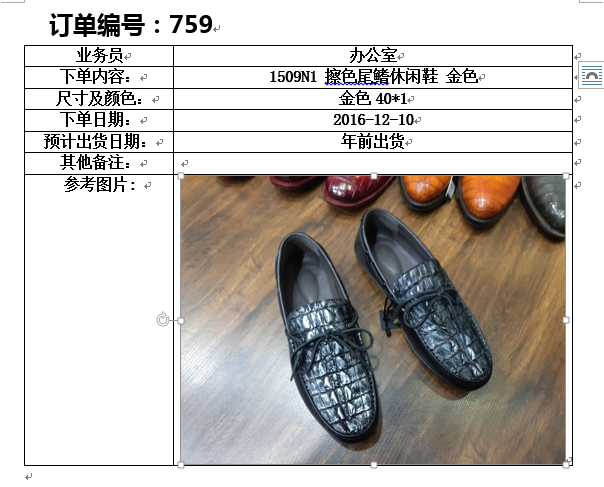 订单编号：759
业务员 办公室
下单内容： 1509N1 擦色尾鳍休闲鞋 金色
尺寸及颜色： 金色 40*1
下单日期： 2016-12-10
预计出货日期： 年前出货
其他备注：
参考图片：